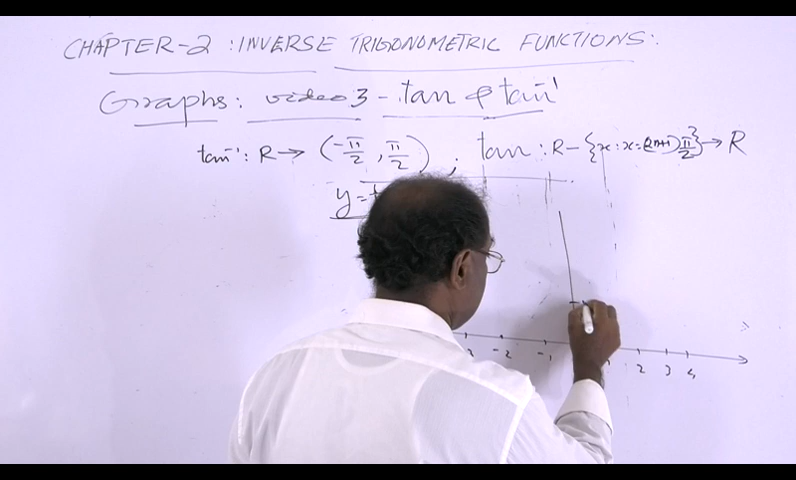 CHAPTER-2 : INVERSE TRIGONOMETRIC FUNCTIONS:
Graphs: video 3 - tan & tan⁻¹
tan⁻¹: R → (-π/2, π/2) ; tan : R - {x : x = (2n+1) π/2} → R
y =
-2 -1 2 3 4